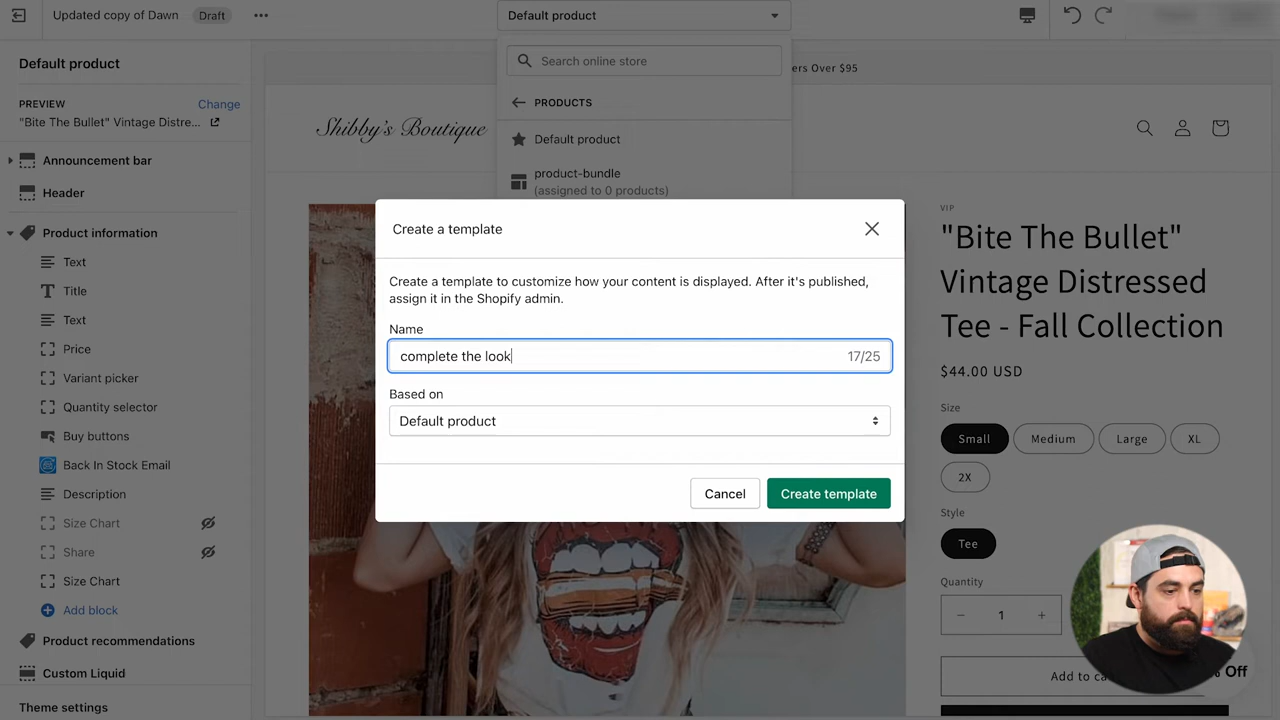 Updated copy of Dawn
Draft
Default product
Default product
PREVIEW
Change
"Bite The Bullet" Vintage Distre...
Announcement bar
Header
Product information
Text
Title
Text
Price
Variant picker
Quantity selector
Buy buttons
Back In Stock Email
Description
Size Chart
Share
Size Chart
Add block
Product recommendations
Custom Liquid
Theme settings
Search online store
PRODUCTS
Default product
product-bundle
(assigned to 0 products)
ers Over $95
Shibby's Boutique
Create a template
Create a template to customize how your content is displayed. After it's published,
assign it in the Shopify admin.
Name
complete the look
17/25
Based on
Default product
Cancel
Create template
VIP
"Bite The Bullet"
Vintage Distressed
Tee - Fall Collection
$44.00 USD
Size
Small
Medium
Large
XL
2X
Style
Tee
Quantity
1
Add to ca
Off